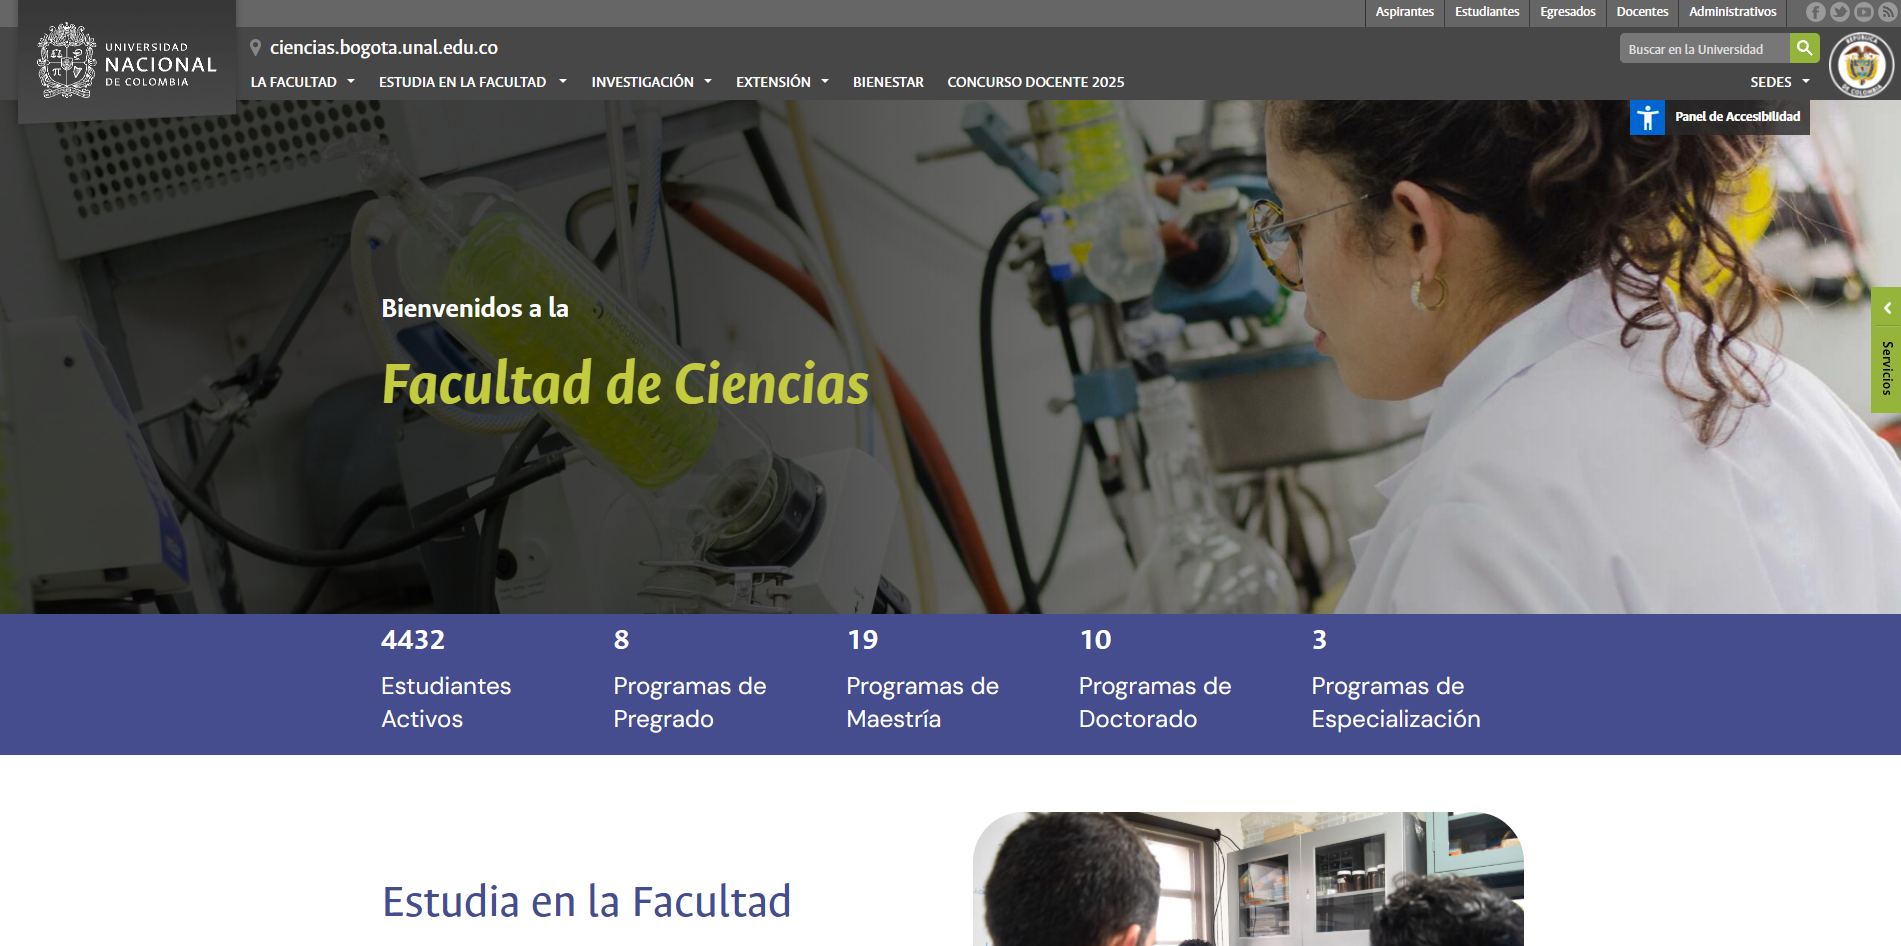 Aspirantes
Estudiantes
Egresados
Docentes
Administrativos
UNIVERSIDAD
NACIONAL
DE COLOMBIA
ciencias.bogota.unal.edu.co
Buscar en la Universidad
LA FACULTAD
ESTUDIA EN LA FACULTAD
INVESTIGACIÓN
EXTENSIÓN
BIENESTAR
CONCURSO DOCENTE 2025
SEDES
REPÚBLICA
DE COLOMBIA
Panel de Accesibilidad
Bienvenidos a la
Facultad de Ciencias
Servicios
4432
Estudiantes
Activos
8
Programas de
Pregrado
19
Programas de
Maestría
10
Programas de
Doctorado
3
Programas de
Especialización
Estudia en la Facultad